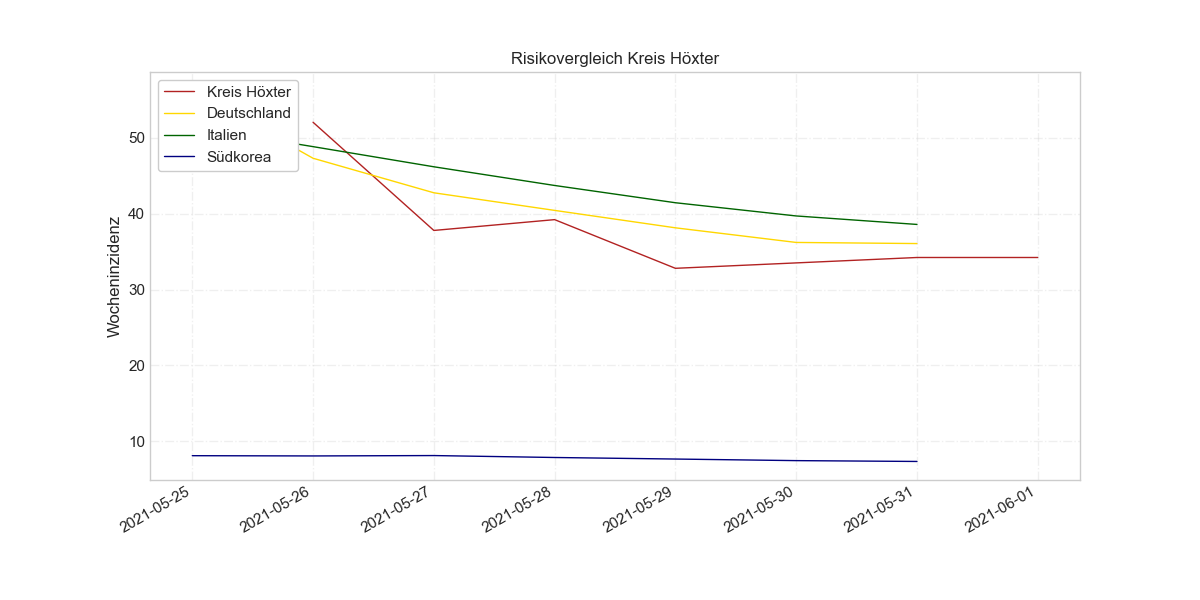 Risikovergleich Kreis Höxter
Kreis Höxter
Deutschland
Italien
Südkorea
Wocheninzidenz
50
40
30
20
10
2021-05-25
2021-05-26
2021-05-27
2021-05-28
2021-05-29
2021-05-30
2021-05-31
2021-06-01